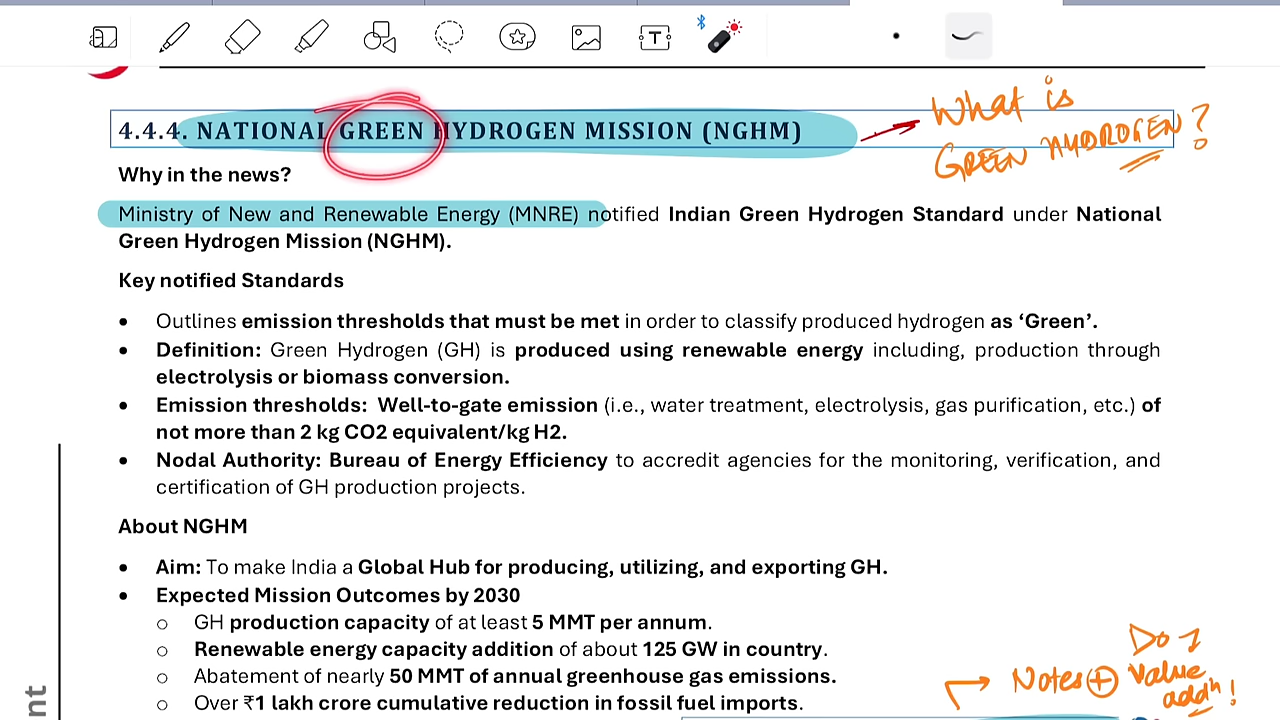 4.4.4. NATIONAL GREEN HYDROGEN MISSION (NGHM)
What is
GREEN HYDROGEN?
Why in the news?
Ministry of New and Renewable Energy (MNRE) notified Indian Green Hydrogen Standard under National
Green Hydrogen Mission (NGHM).
Key notified Standards
• Outlines emission thresholds that must be met in order to classify produced hydrogen as ‘Green’.
• Definition: Green Hydrogen (GH) is produced using renewable energy including, production through
electrolysis or biomass conversion.
• Emission thresholds: Well-to-gate emission (i.e., water treatment, electrolysis, gas purification, etc.) of
not more than 2 kg CO2 equivalent/kg H2.
• Nodal Authority: Bureau of Energy Efficiency to accredit agencies for the monitoring, verification, and
certification of GH production projects.
About NGHM
• Aim: To make India a Global Hub for producing, utilizing, and exporting GH.
• Expected Mission Outcomes by 2030
o GH production capacity of at least 5 MMT per annum.
o Renewable energy capacity addition of about 125 GW in country.
o Abatement of nearly 50 MMT of annual greenhouse gas emissions.
o Over ₹1 lakh crore cumulative reduction in fossil fuel imports.
Do
Notes + Value
addn!
nt
T